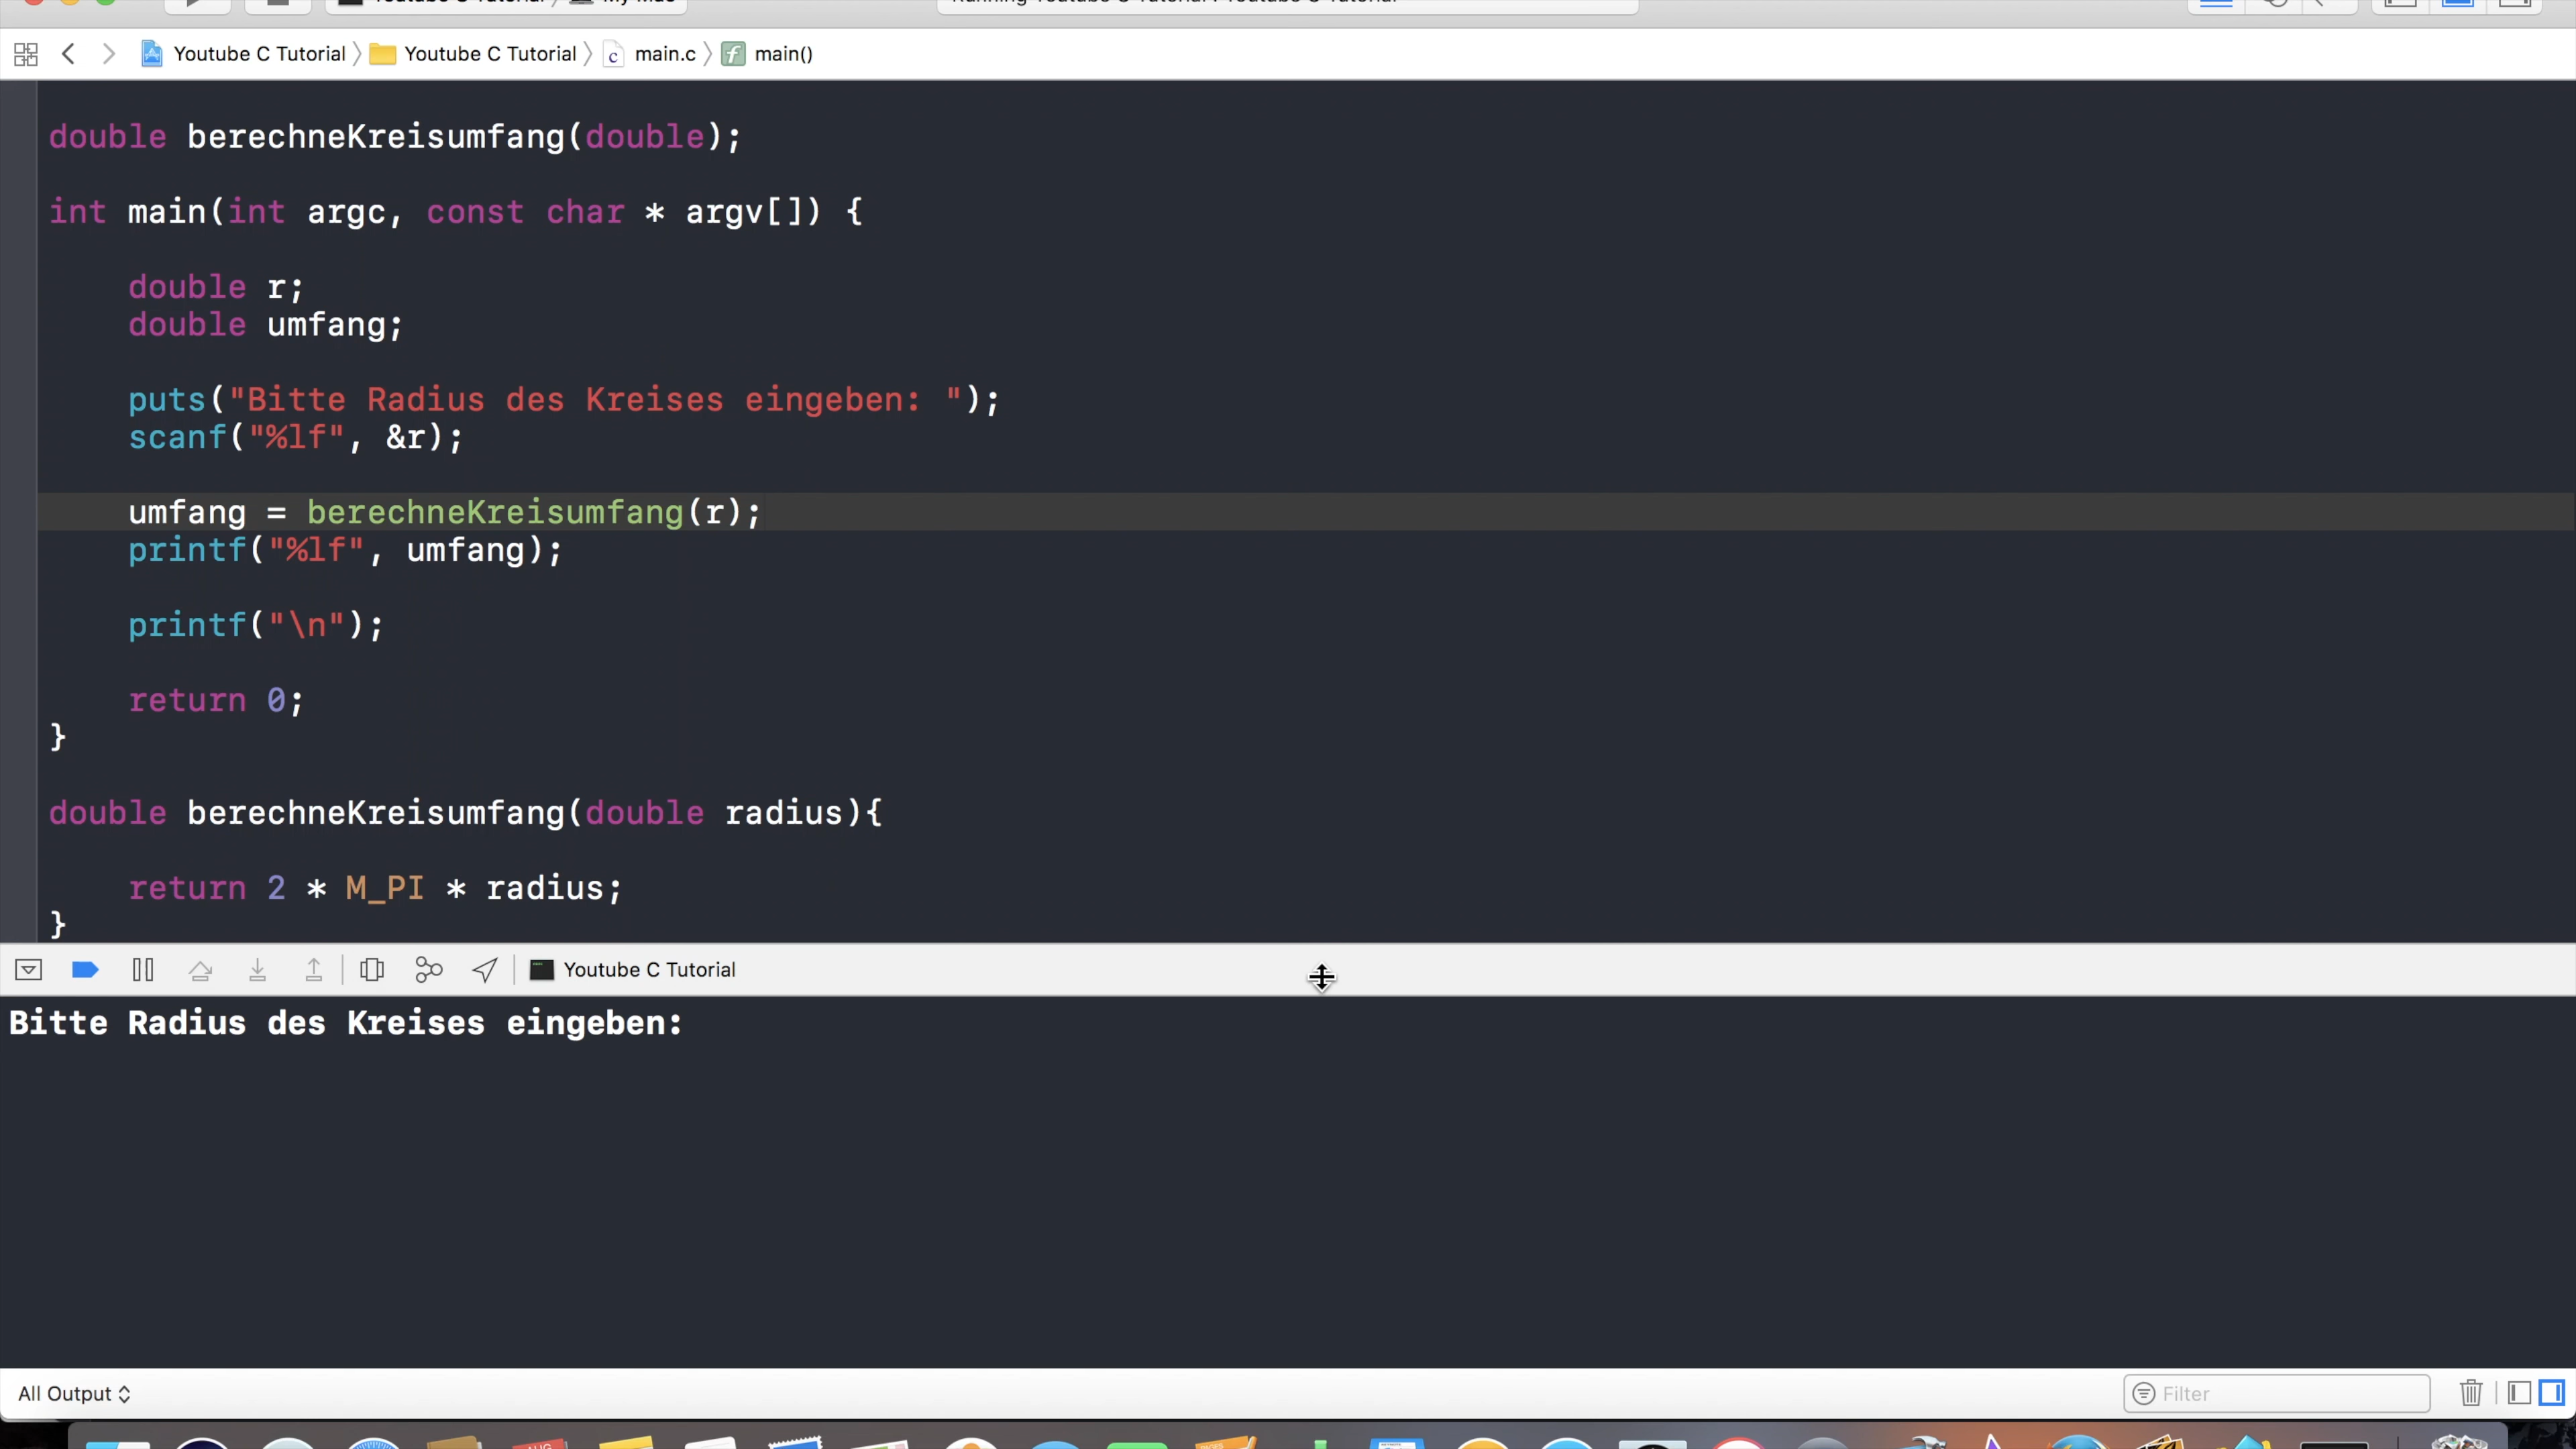 Youtube C Tutorial Youtube C Tutorial main.c main()
double berechneKreisumfang(double);
int main(int argc, const char * argv[]) {
double r;
double umfang;
puts("Bitte Radius des Kreises eingeben: ");
scanf("%lf", &r);
umfang = berechneKreisumfang(r);
printf("%lf", umfang);
printf("\n");
return 0;
}
double berechneKreisumfang(double radius){
return 2 * M_PI * radius;
}
Youtube C Tutorial
Bitte Radius des Kreises eingeben:
All Output
Filter